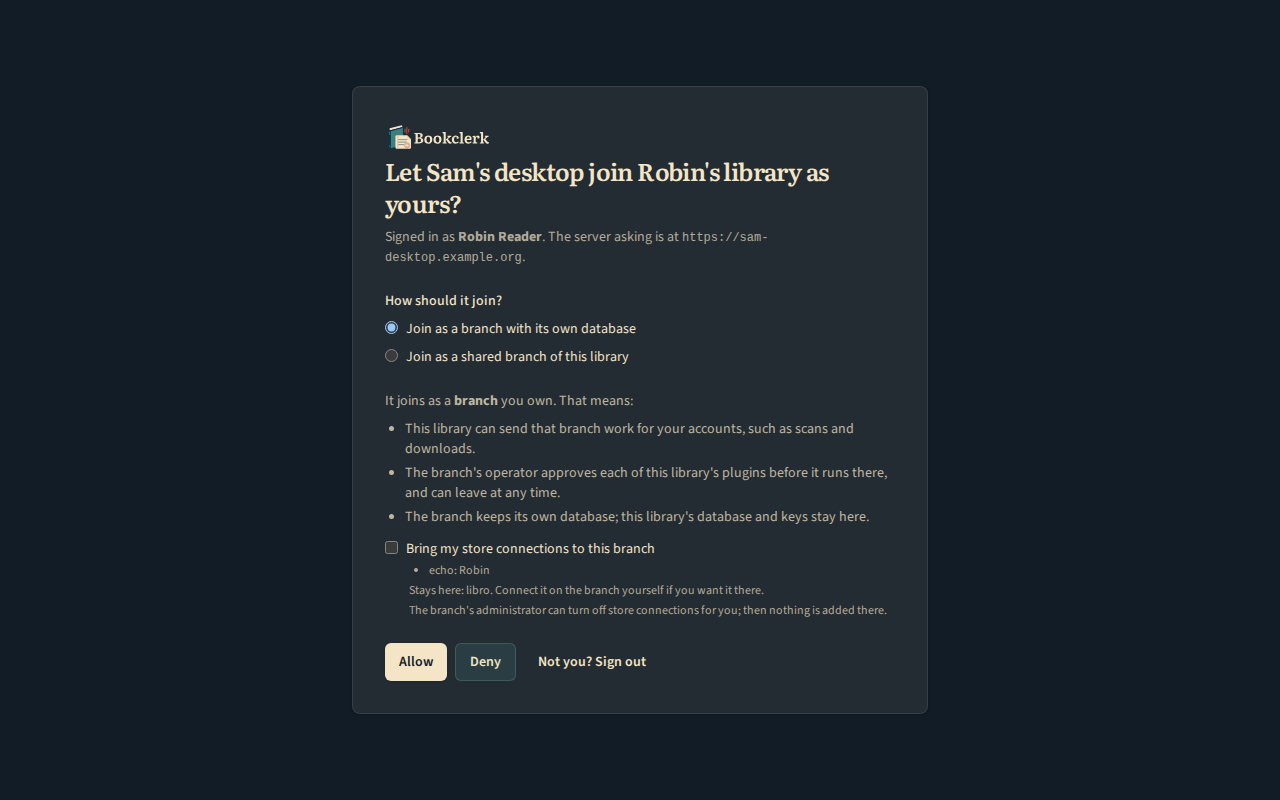 Bookclerk
Let Sam's desktop join Robin's library as
yours?
Signed in as Robin Reader. The server asking is at https://sam-
desktop.example.org.
How should it join?
Join as a branch with its own database
Join as a shared branch of this library
It joins as a branch you own. That means:
This library can send that branch work for your accounts, such as scans and
downloads.
The branch's operator approves each of this library's plugins before it runs there,
and can leave at any time.
The branch keeps its own database; this library's database and keys stay here.
Bring my store connections to this branch
echo: Robin
Stays here: libro. Connect it on the branch yourself if you want it there.
The branch's administrator can turn off store connections for you; then nothing is added there.
Allow Deny Not you? Sign out